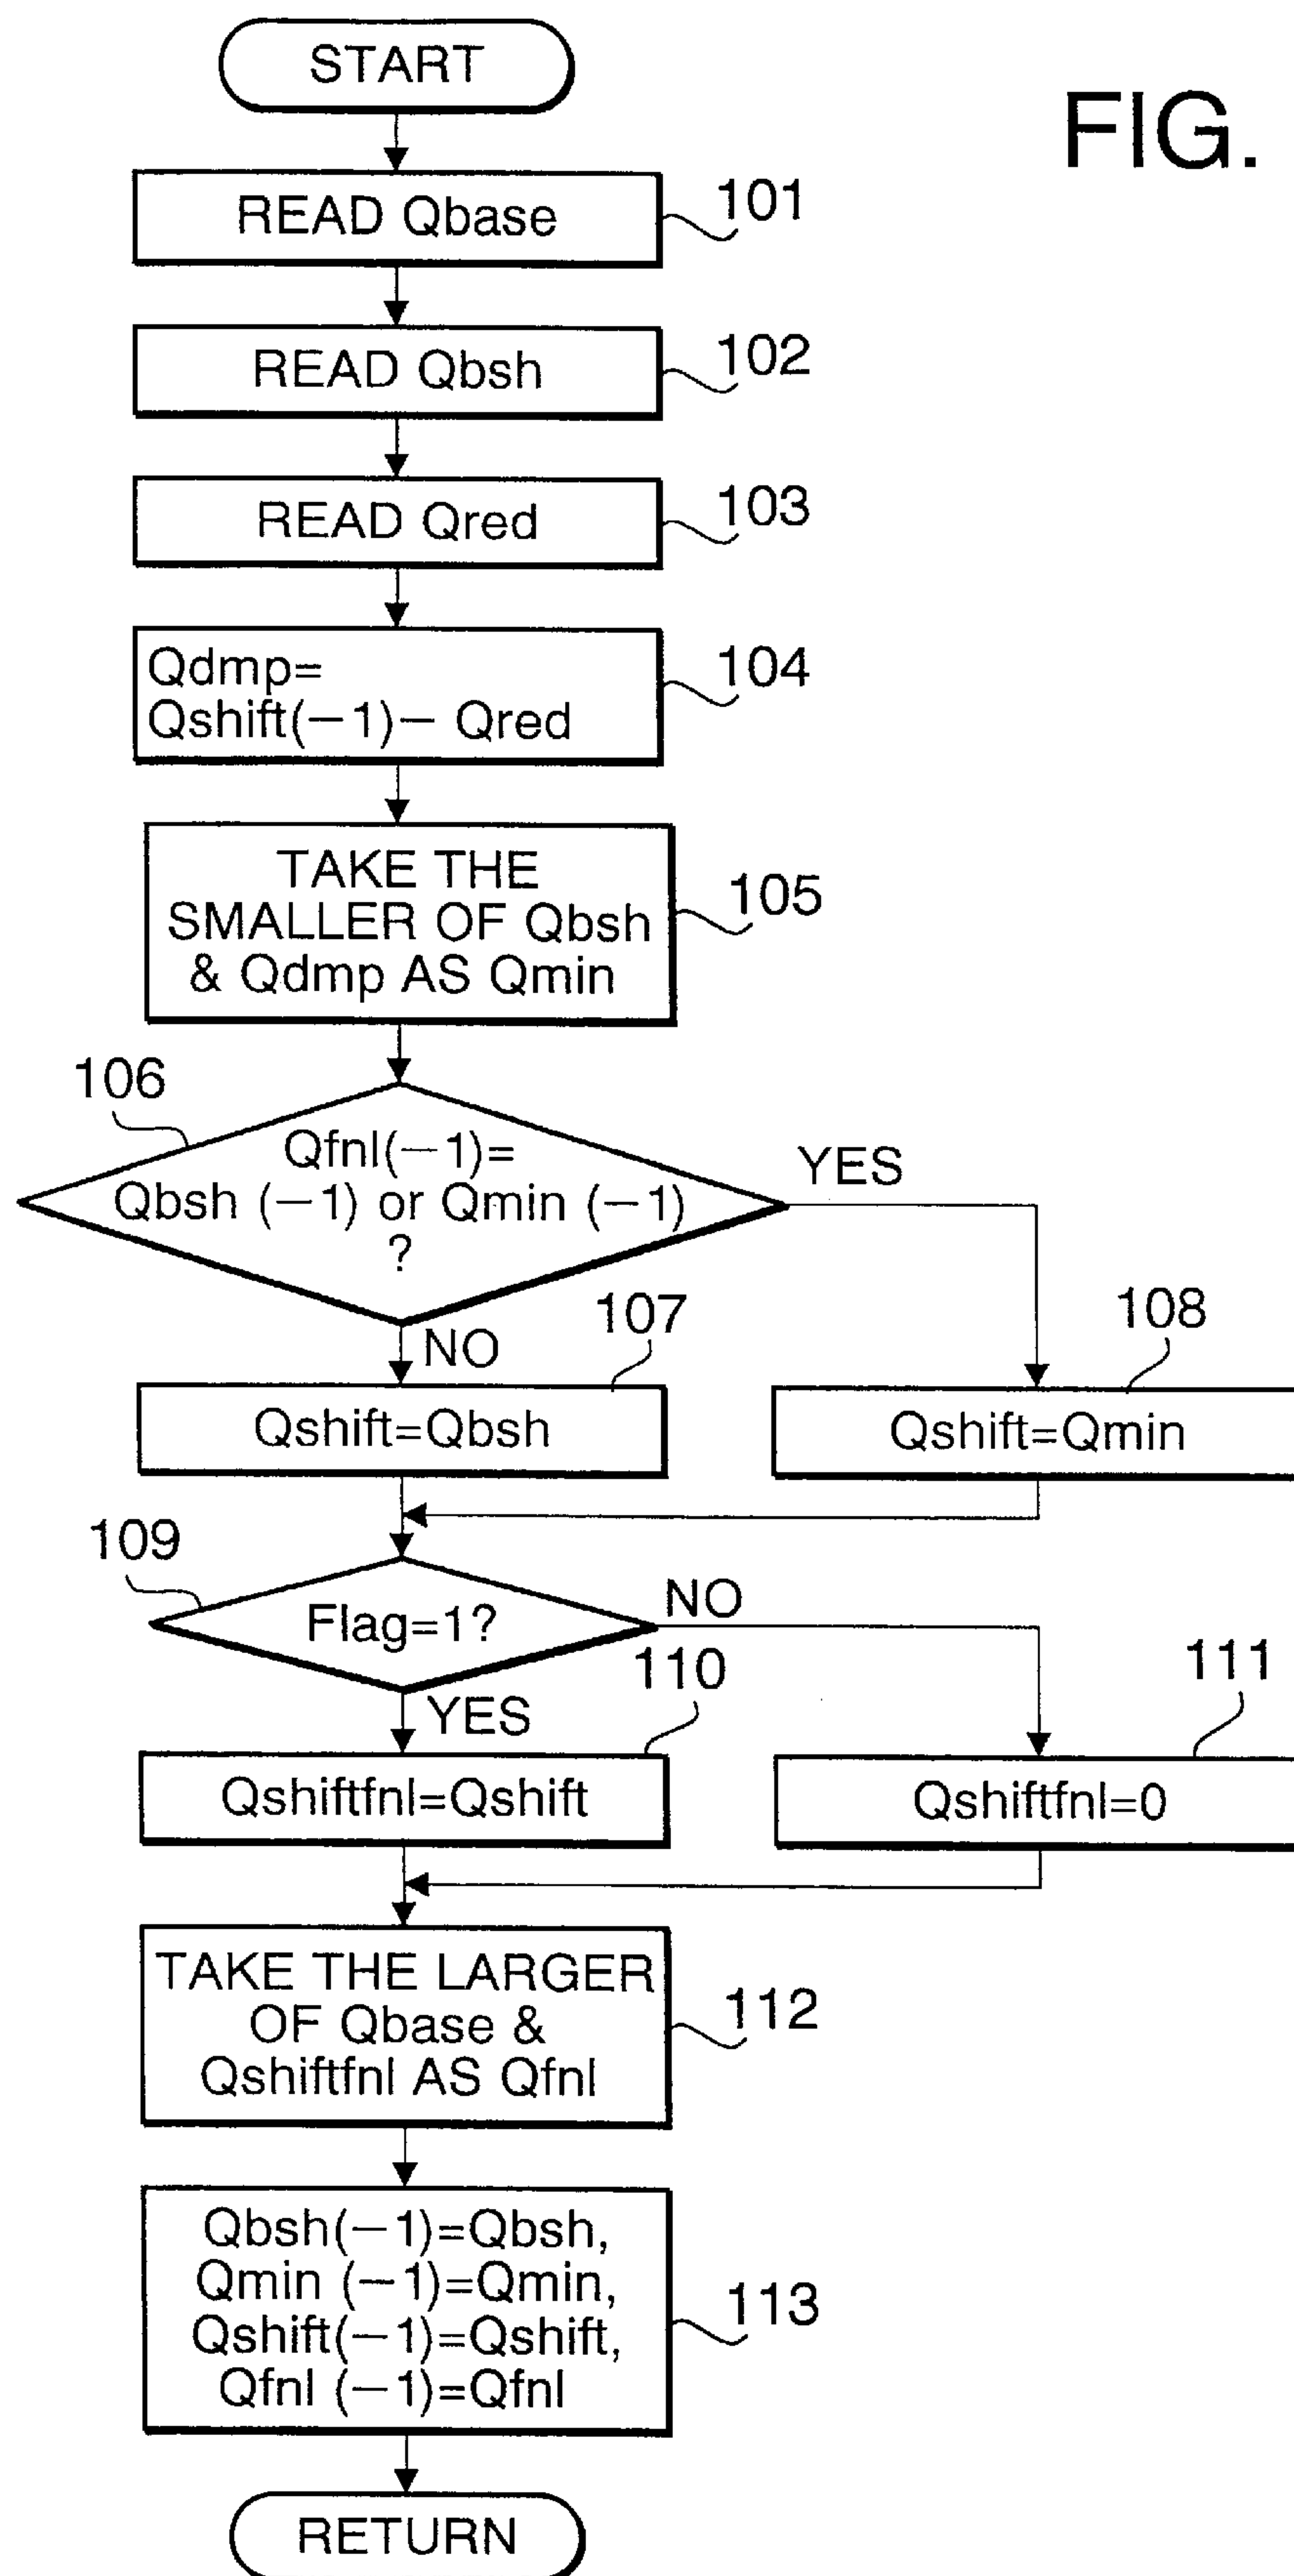 START
FIG.
READ Qbase
101
READ Qbsh
102
READ Qred
103
Qdmp=
Qshift(−1)− Qred
104
TAKE THE
SMALLER OF Qbsh
& Qdmp AS Qmin
105
106
Qfnl(−1)=
Qbsh (−1) or Qmin (−1)
?
YES
NO
107
Qshift=Qbsh
108
Qshift=Qmin
109
Flag=1?
NO
YES
110
Qshiftfnl=Qshift
111
Qshiftfnl=0
TAKE THE LARGER
OF Qbase &
Qshiftfnl AS Qfnl
112
Qbsh(−1)=Qbsh,
Qmin (−1)=Qmin,
Qshift(−1)=Qshift,
Qfnl (−1)=Qfnl
113
RETURN